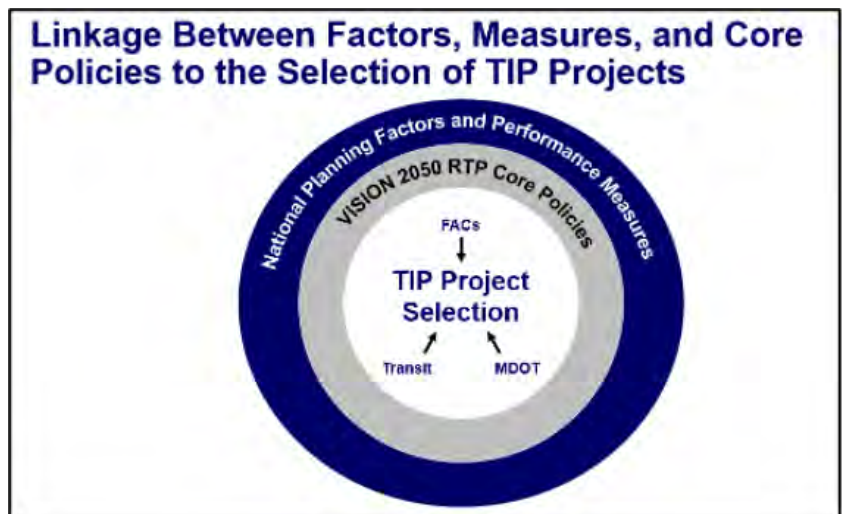 Linkage Between Factors, Measures, and Core
Policies to the Selection of TIP Projects
National Planning Factors and Performance Measures
VISION 2050 RTP Core Policies
FACs
TIP Project
Selection
Transit
MDOT